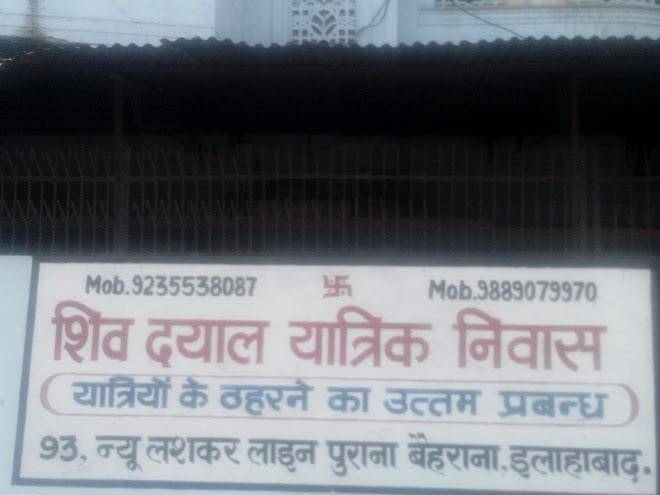 Mob.9235538087 卐 Mob.9889079970
शिव दयाल यात्रिक निवास
यात्रियों के ठहरने का उत्तम प्रबन्ध
93, न्यू लशकर लाइन पुराना बैहराना,इलाहाबाद.